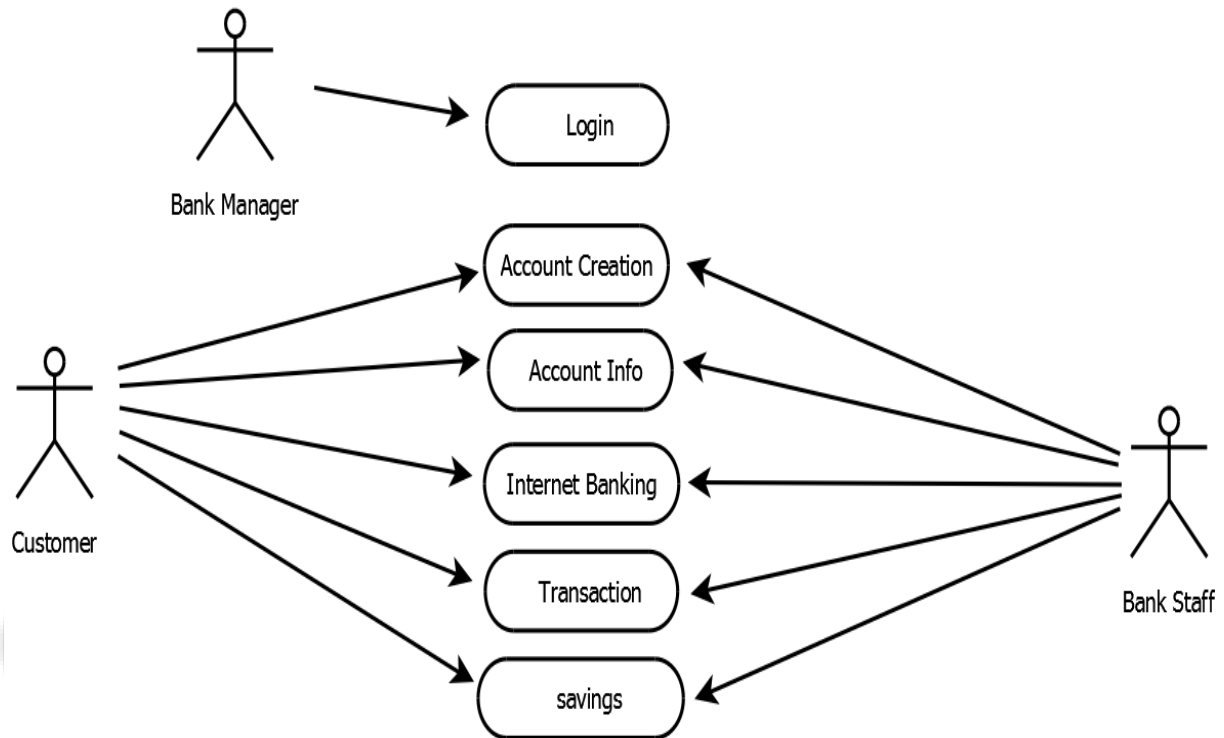 Login
Bank Manager
Account Creation
Account Info
Internet Banking
Customer
Transaction
Bank Staff
savings